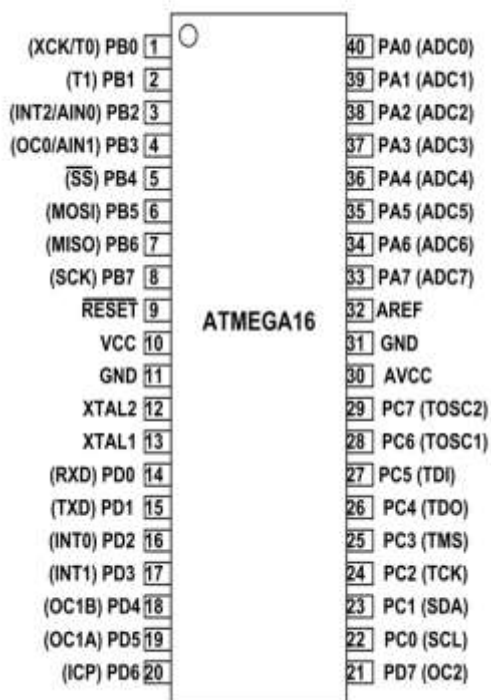 (XCK/T0) PB0 1
(T1) PB1 2
(INT2/AIN0) PB2 3
(OC0/AIN1) PB3 4
(SS) PB4 5
(MOSI) PB5 6
(MISO) PB6 7
(SCK) PB7 8
RESET 9
VCC 10
GND 11
XTAL2 12
XTAL1 13
(RXD) PD0 14
(TXD) PD1 15
(INT0) PD2 16
(INT1) PD3 17
(OC1B) PD4 18
(OC1A) PD5 19
(ICP) PD6 20
ATMEGA16
40 PA0 (ADC0)
39 PA1 (ADC1)
38 PA2 (ADC2)
37 PA3 (ADC3)
36 PA4 (ADC4)
35 PA5 (ADC5)
34 PA6 (ADC6)
33 PA7 (ADC7)
32 AREF
31 GND
30 AVCC
29 PC7 (TOSC2)
28 PC6 (TOSC1)
27 PC5 (TDI)
26 PC4 (TDO)
25 PC3 (TMS)
24 PC2 (TCK)
23 PC1 (SDA)
22 PC0 (SCL)
21 PD7 (OC2)